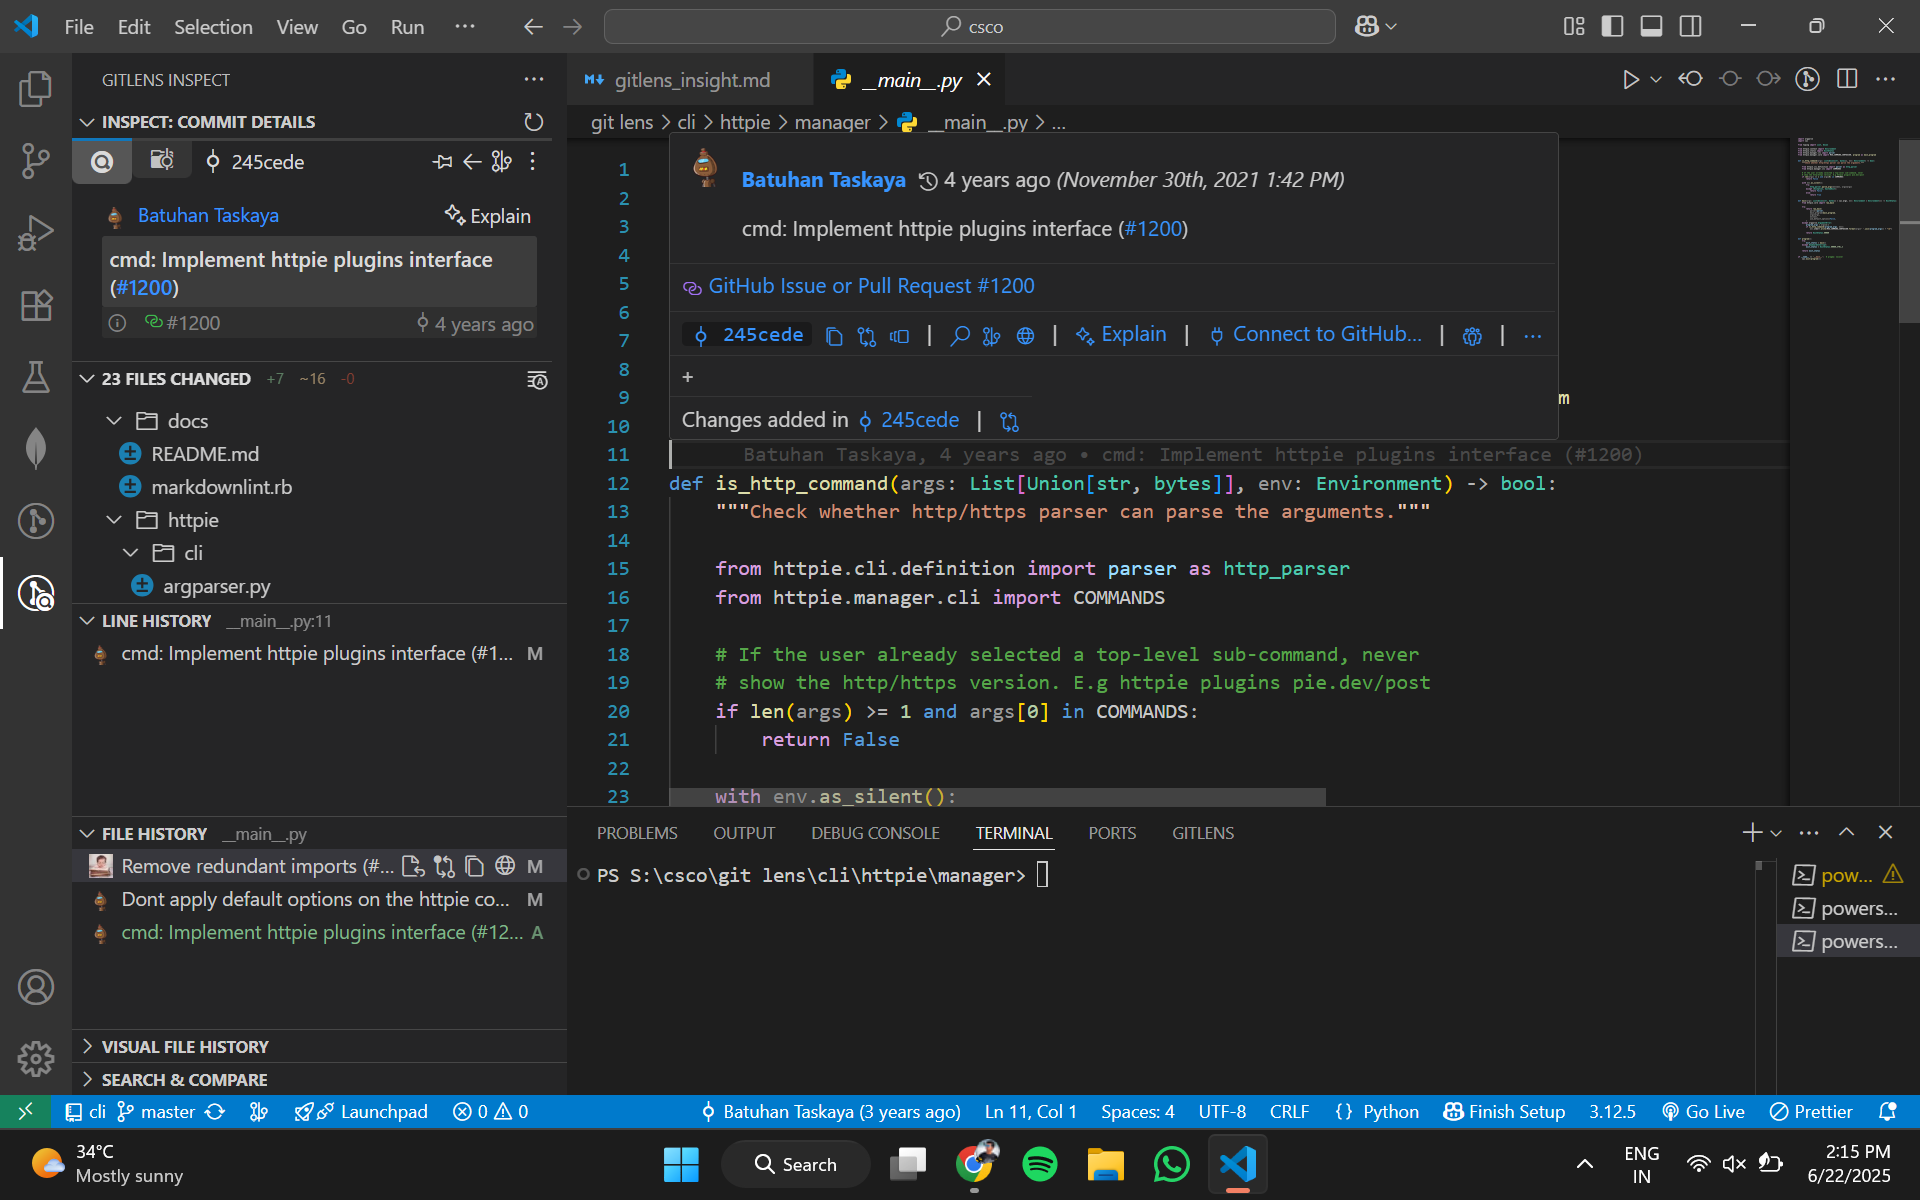 File Edit Selection View Go Run ··· csco
GITLENS INSPECT ···
INSPECT: COMMIT DETAILS
245cede
Batuhan Taskaya Explain
cmd: Implement httpie plugins interface
(#1200)
#1200 4 years ago
23 FILES CHANGED +7 ~16 -0
docs
README.md
markdownlint.rb
httpie
cli
argparser.py
LINE HISTORY __main__.py:11
cmd: Implement httpie plugins interface (#1... M
FILE HISTORY __main__.py
Remove redundant imports (#... M
Dont apply default options on the httpie co... M
cmd: Implement httpie plugins interface (#12... A
VISUAL FILE HISTORY
SEARCH & COMPARE
gitlens_insight.md __main__.py
git lens > cli > httpie > manager > __main__.py > ...
Batuhan Taskaya 4 years ago (November 30th, 2021 1:42 PM)
cmd: Implement httpie plugins interface (#1200)
GitHub Issue or Pull Request #1200
245cede | | Explain | Connect to GitHub... | | ···
+
Changes added in 245cede |
1
2
3
4
5
6
7
8
9 m
10
11 Batuhan Taskaya, 4 years ago • cmd: Implement httpie plugins interface (#1200)
12 def is_http_command(args: List[Union[str, bytes]], env: Environment) -> bool:
13 """Check whether http/https parser can parse the arguments."""
14
15 from httpie.cli.definition import parser as http_parser
16 from httpie.manager.cli import COMMANDS
17
18 # If the user already selected a top-level sub-command, never
19 # show the http/https version. E.g httpie plugins pie.dev/post
20 if len(args) >= 1 and args[0] in COMMANDS:
21 return False
22
23 with env.as_silent():
PROBLEMS OUTPUT DEBUG CONSOLE TERMINAL PORTS GITLENS
PS S:\csco\git lens\cli\httpie\manager>
pow...
powers...
powers...
cli master Launchpad 0 0 Batuhan Taskaya (3 years ago) Ln 11, Col 1 Spaces: 4 UTF-8 CRLF {} Python Finish Setup 3.12.5 Go Live Prettier
34°C
Mostly sunny
Search
ENG
IN
2:15 PM
6/22/2025